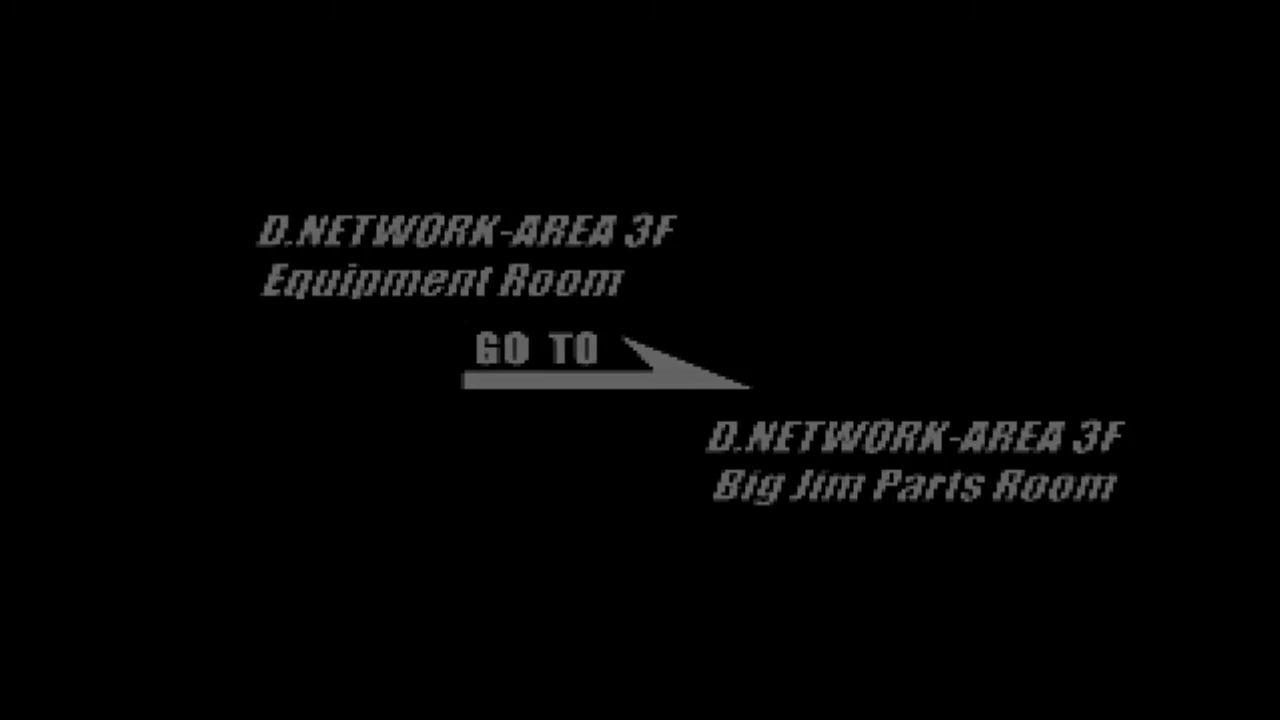 D.NETWORK-AREA 3F
Equipment Room
GO TO
D.NETWORK-AREA 3F
Big Jim Parts Room